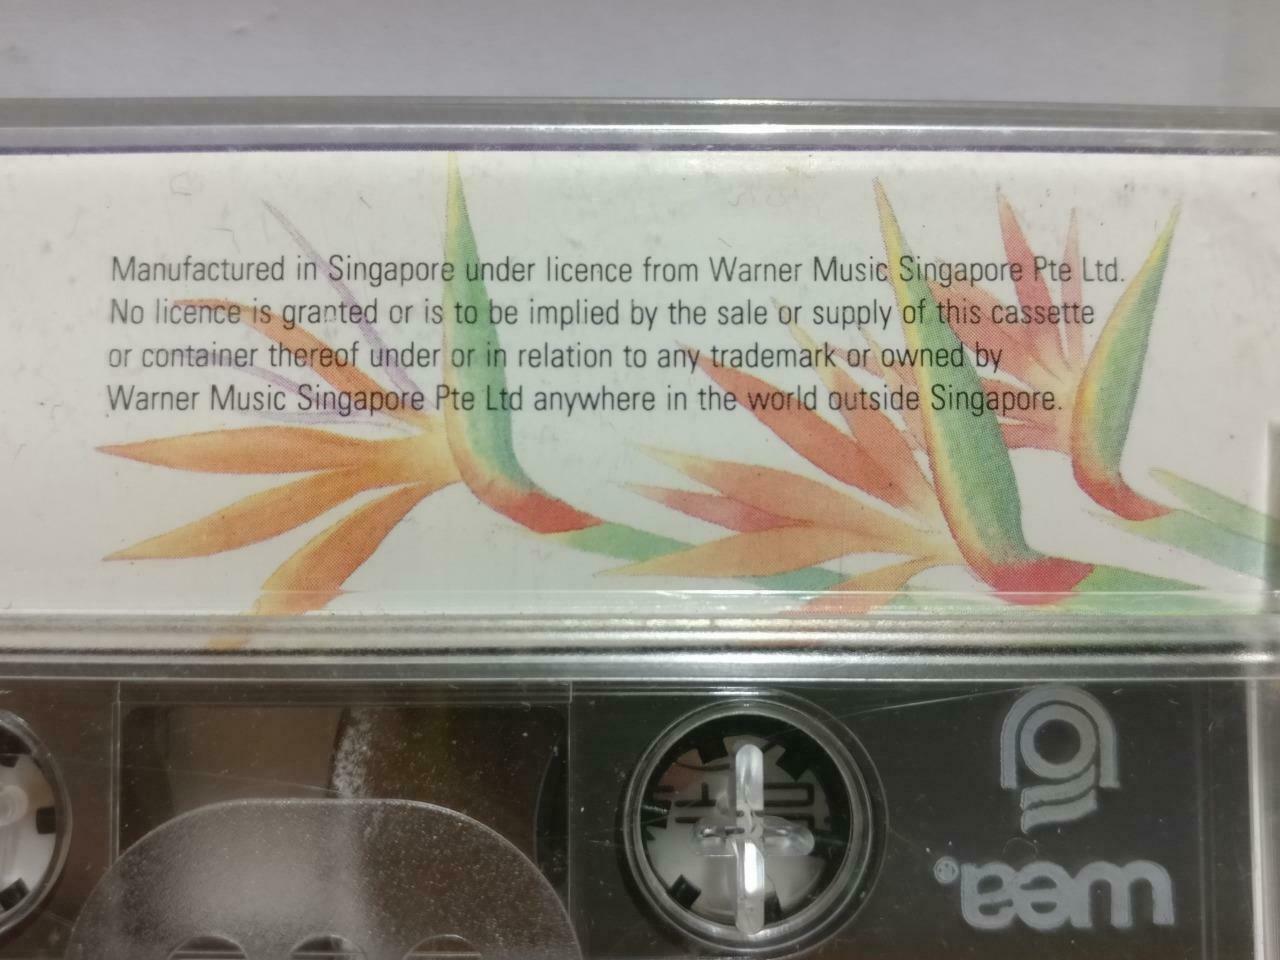 Manufactured in Singapore under licence from Warner Music Singapore Pte Ltd.
No licence is granted or is to be implied by the sale or supply of this cassette
or container thereof under or in relation to any trademark or owned by
Warner Music Singapore Pte Ltd anywhere in the world outside Singapore.
wea®